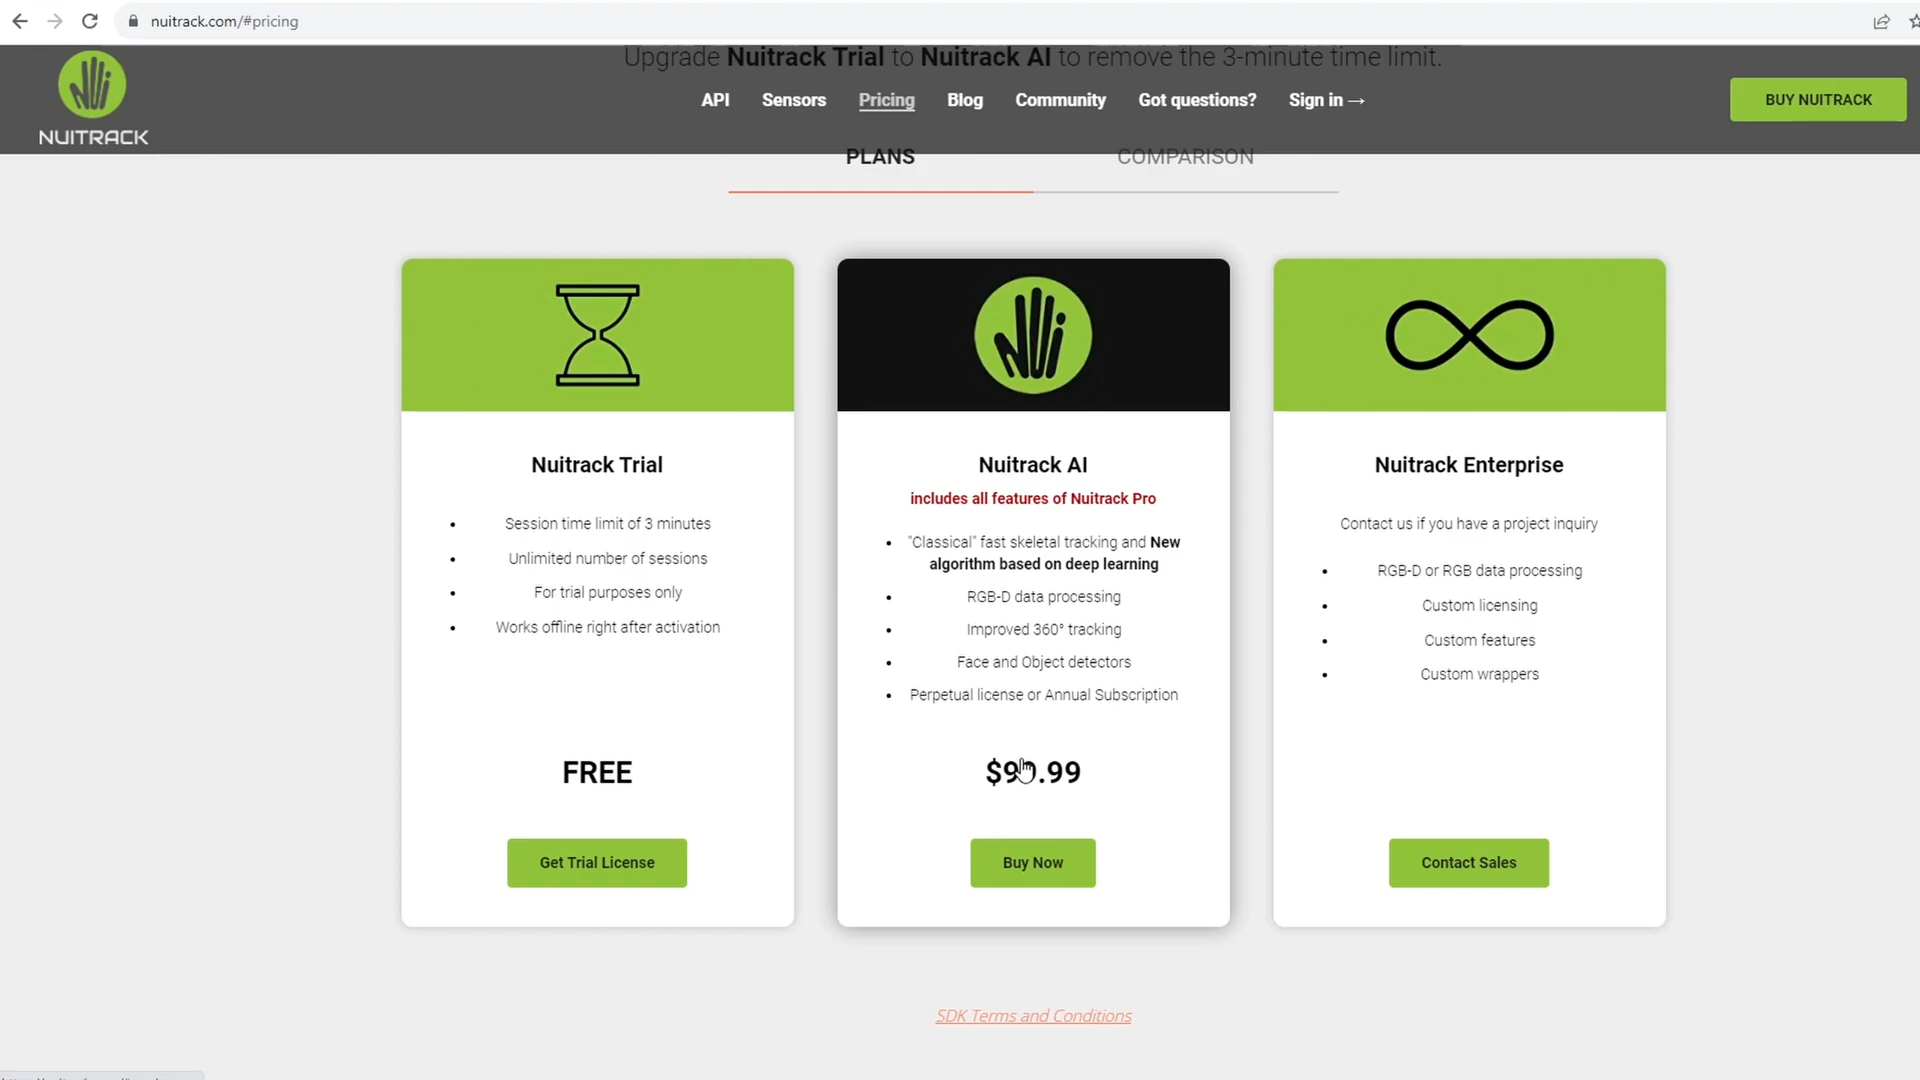 nuitrack.com/#pricing
Upgrade Nuitrack Trial to Nuitrack AI to remove the 3-minute time limit.
NUITRACK
API Sensors Pricing Blog Community Got questions? Sign in →
BUY NUITRACK
PLANS COMPARISON
Nuitrack Trial
Session time limit of 3 minutes
Unlimited number of sessions
For trial purposes only
Works offline right after activation
FREE
Get Trial License
Nuitrack AI
includes all features of Nuitrack Pro
"Classical" fast skeletal tracking and New
algorithm based on deep learning
RGB-D data processing
Improved 360° tracking
Face and Object detectors
Perpetual license or Annual Subscription
Buy Now
Nuitrack Enterprise
Contact us if you have a project inquiry
RGB-D or RGB data processing
Custom licensing
Custom features
Custom wrappers
Contact Sales
SDK Terms and Conditions